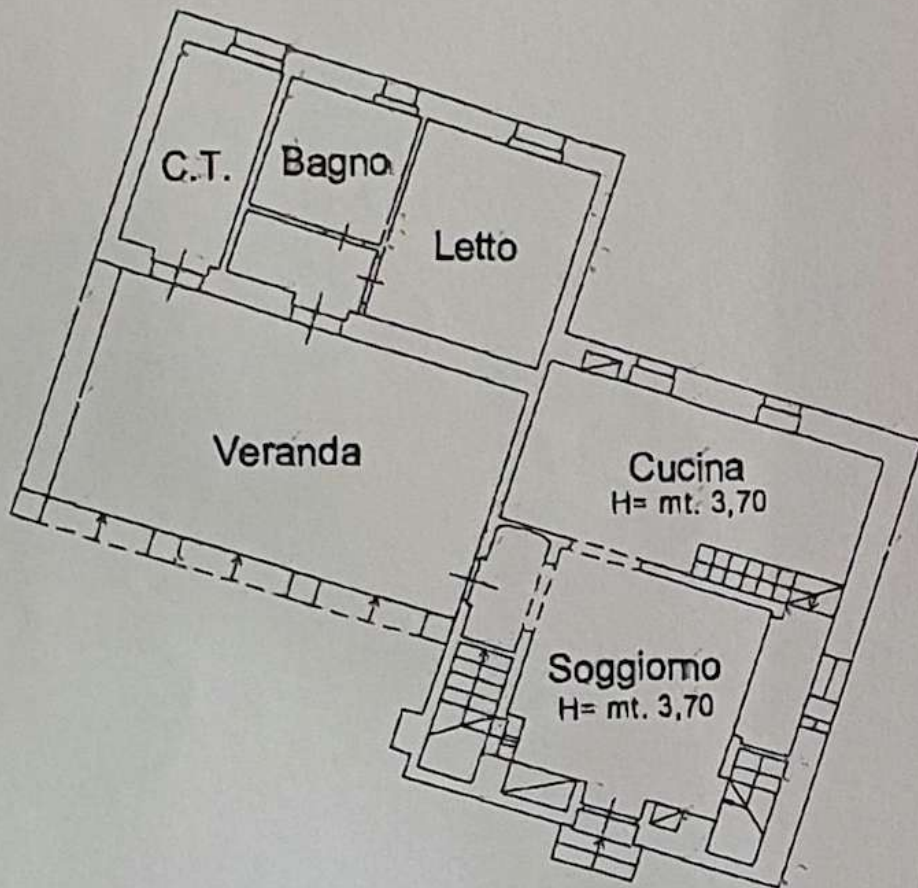 C.T.
Bagno
Letto
Veranda
Cucina
H= mt. 3,70
Soggiorno
H= mt. 3,70